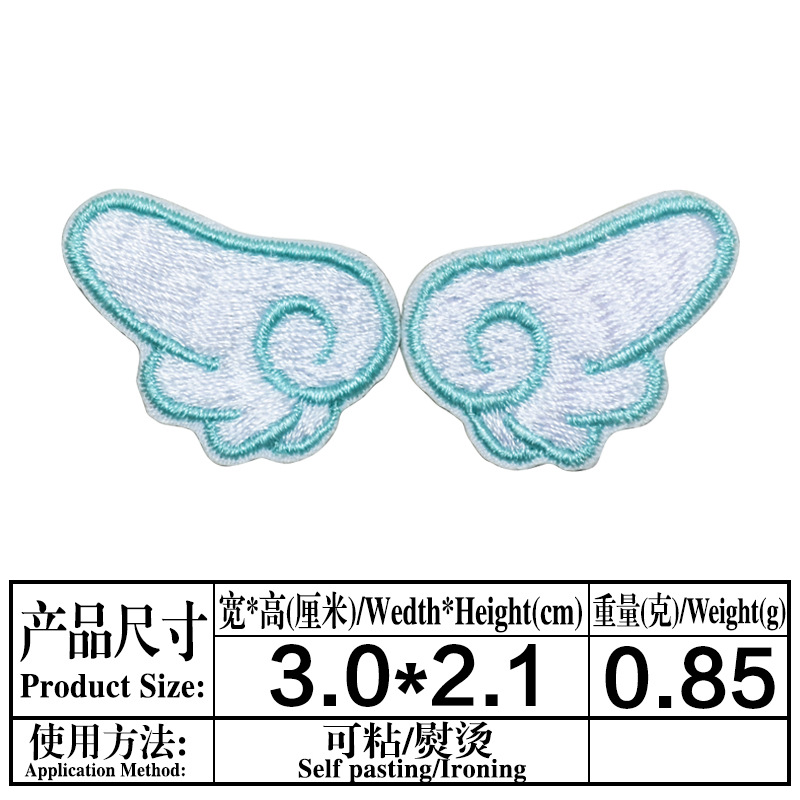 产品尺寸
Product Size:
宽*高(厘米)/Wedth*Height(cm)
重量(克)/Weight(g)
3.0*2.1
0.85
使用方法:
Application Method:
可粘/熨烫
Self pasting/Ironing